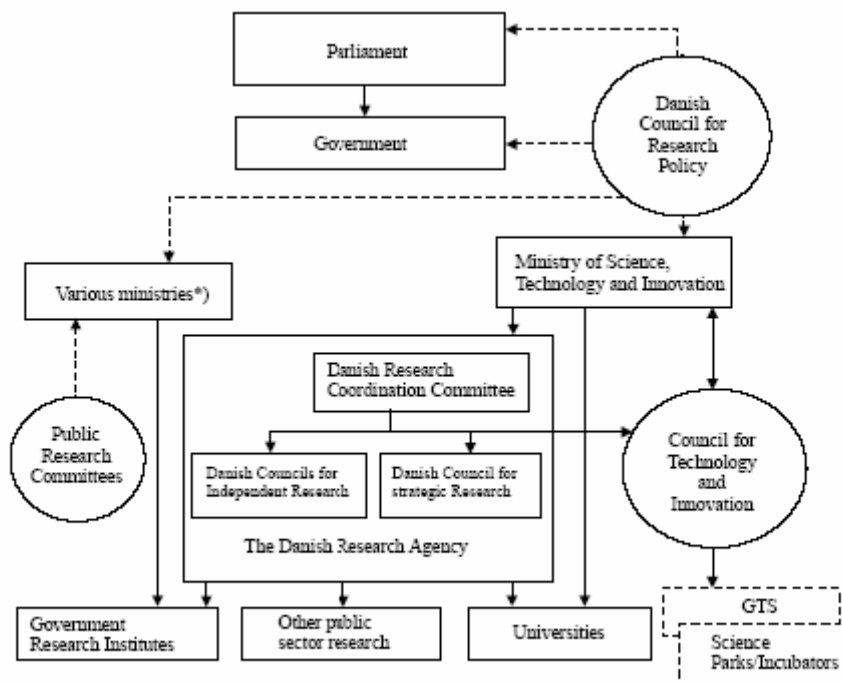 Parliament
Danish
Council for
Research
Policy
Government
Ministry of Science,
Technology and Innovation
Various ministries*)
Danish Research
Coordination Committee
Public
Research
Committees
Council for
Technology
and
Innovation
Danish Councils for
Independent Research
Danish Council for
strategic Research
The Danish Research Agency
Government
Research Institutes
Other public
sector research
Universities
GTS
Science
Parks/Incubators